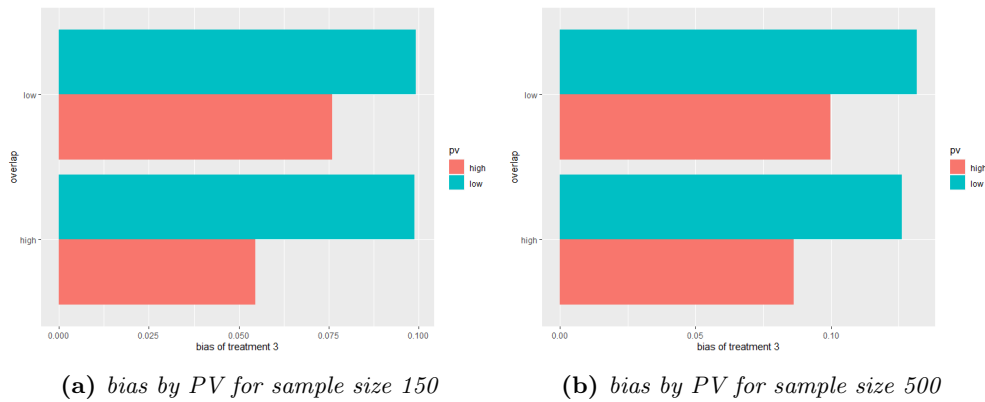 overlap
low
high
0.000 0.025 0.050 0.075 0.100
bias of treatment 3
pv
high
low
(a) bias by PV for sample size 150
overlap
low
high
0.00 0.05 0.10
bias of treatment 3
pv
high
low
(b) bias by PV for sample size 500